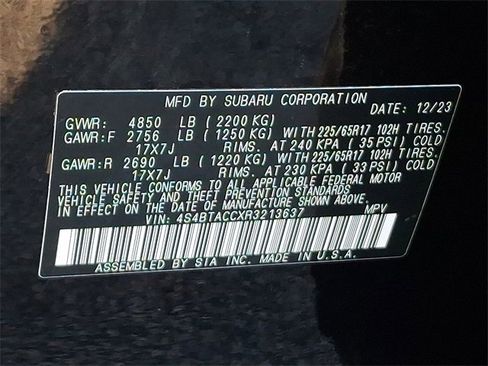 MFD BY SUBARU CORPORATION DATE: 12/23
GVWR: 4850 LB (2200 KG)
GAWR:F 2756 LB (1250 KG) WITH 225/65R17 102H TIRES.
17X7J RIMS. AT 240 KPA (35 PSI) COLD
GAWR:R 2690 LB (1220 KG) WITH 225/65R17 102H TIRES.
17X7J RIMS. AT 230 KPA (33 PSI) COLD
THIS VEHICLE CONFORMS TO ALL APPLICABLE FEDERAL MOTOR
VEHICLE SAFETY AND THEFT PREVENTION STANDARDS
IN EFFECT ON THE DATE OF MANUFACTURE SHOWN ABOVE.
VIN: 4S4BTACCXR3213637 MPV
ASSEMBLED BY SIA INC. MADE IN U.S.A.